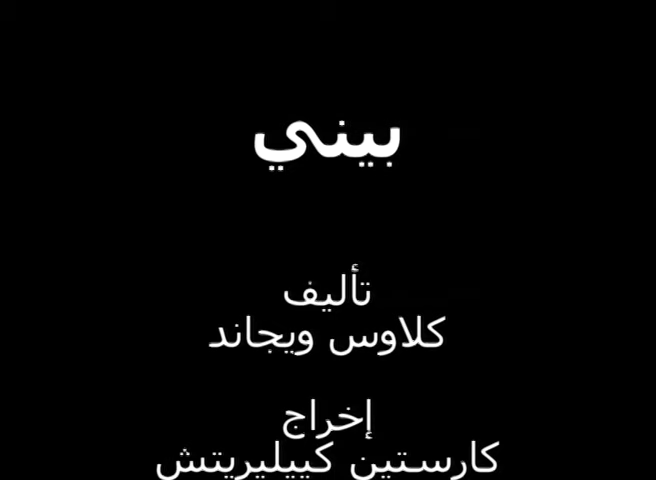 بيني
تأليف
كلاوس ويجاند
إخراج
كارستين كييليريتش